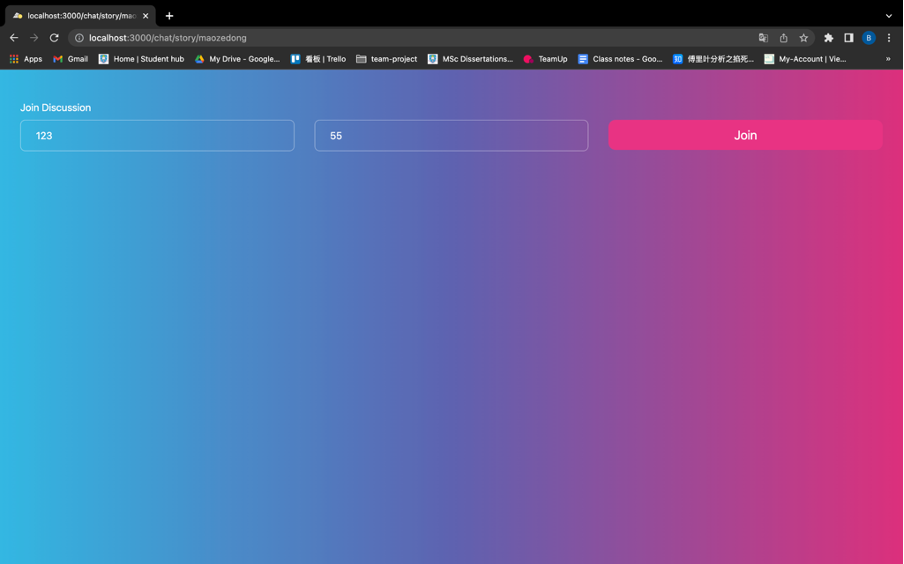 localhost:3000/chat/story/mao
localhost:3000/chat/story/maozedong
B
Apps
Gmail
Home | Student hub
My Drive - Google...
看板 | Trello
team-project
MSc Dissertations...
TeamUp
Class notes - Goo...
知
傅里叶分析之掐死...
My-Account | Vie...
»
Join Discussion
123
55
Join